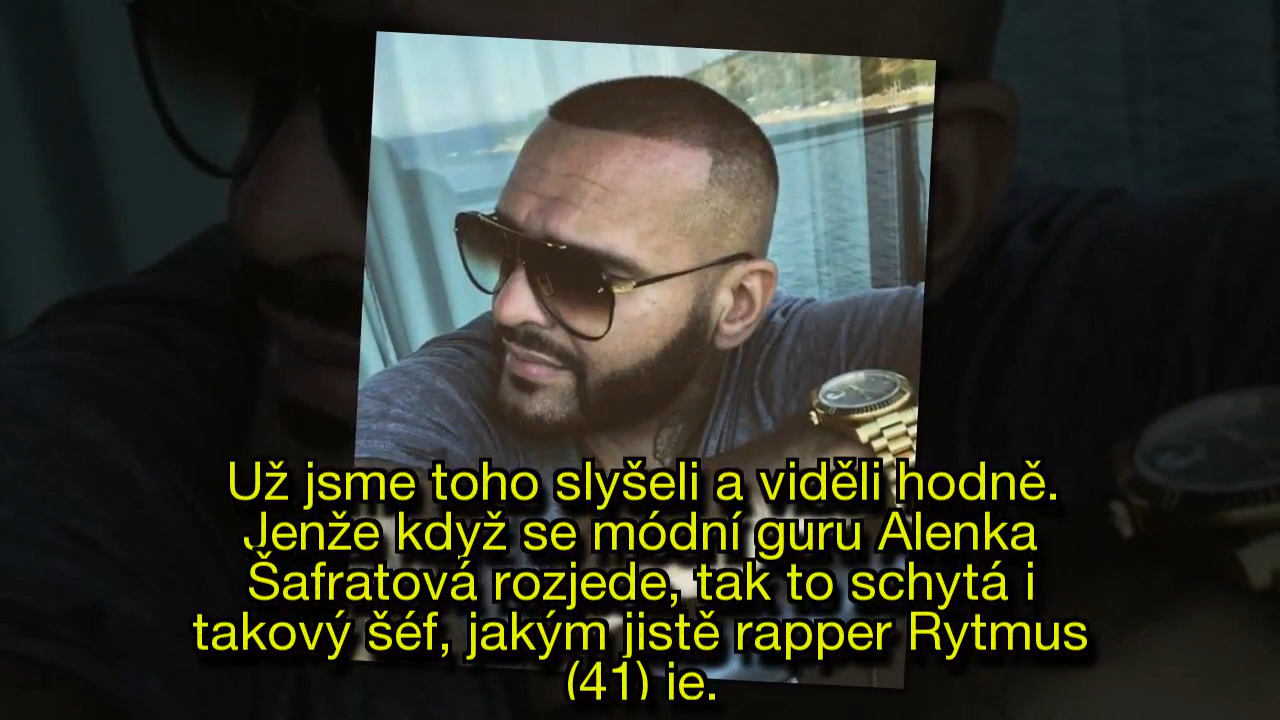 Už jsme toho slyšeli a viděli hodně.
Jenže když se módní guru Alenka
Šafratová rozjede, tak to schytá i
takový šéf, jakým jistě rapper Rytmus
(41) je.